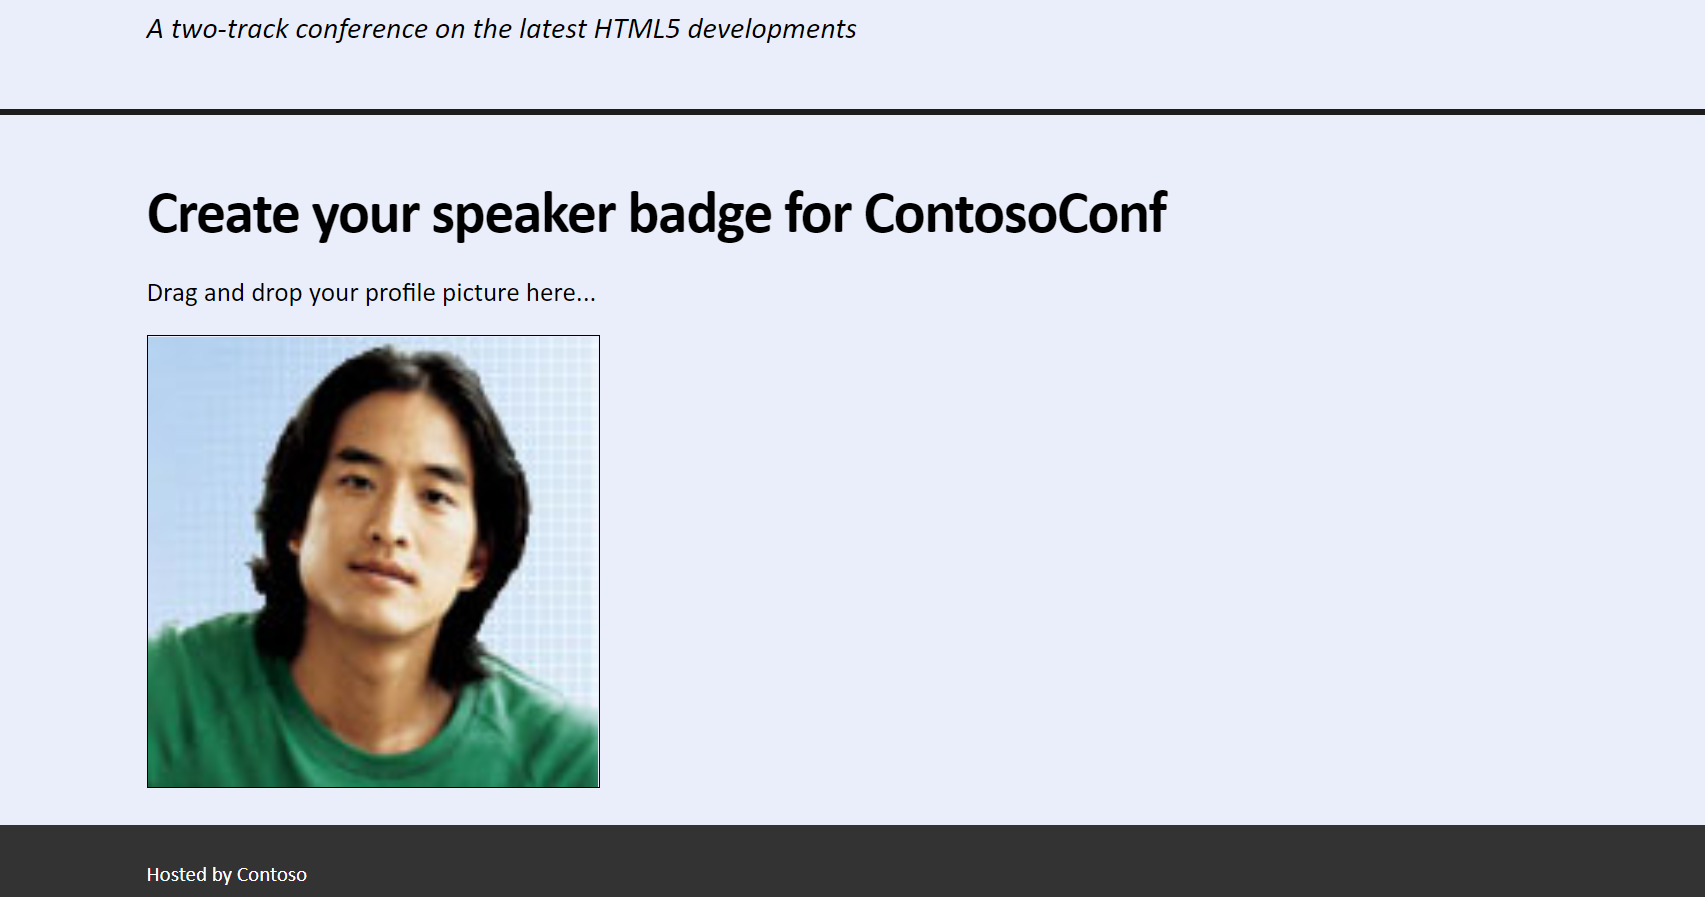 A two-track conference on the latest HTML5 developments
Create your speaker badge for ContosoConf
Drag and drop your profile picture here...
Hosted by Contoso